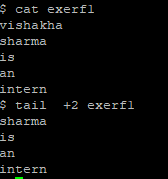 $ cat exerf1
vishakha
sharma
is
an
intern
$ tail  +2 exerf1
sharma
is
an
intern